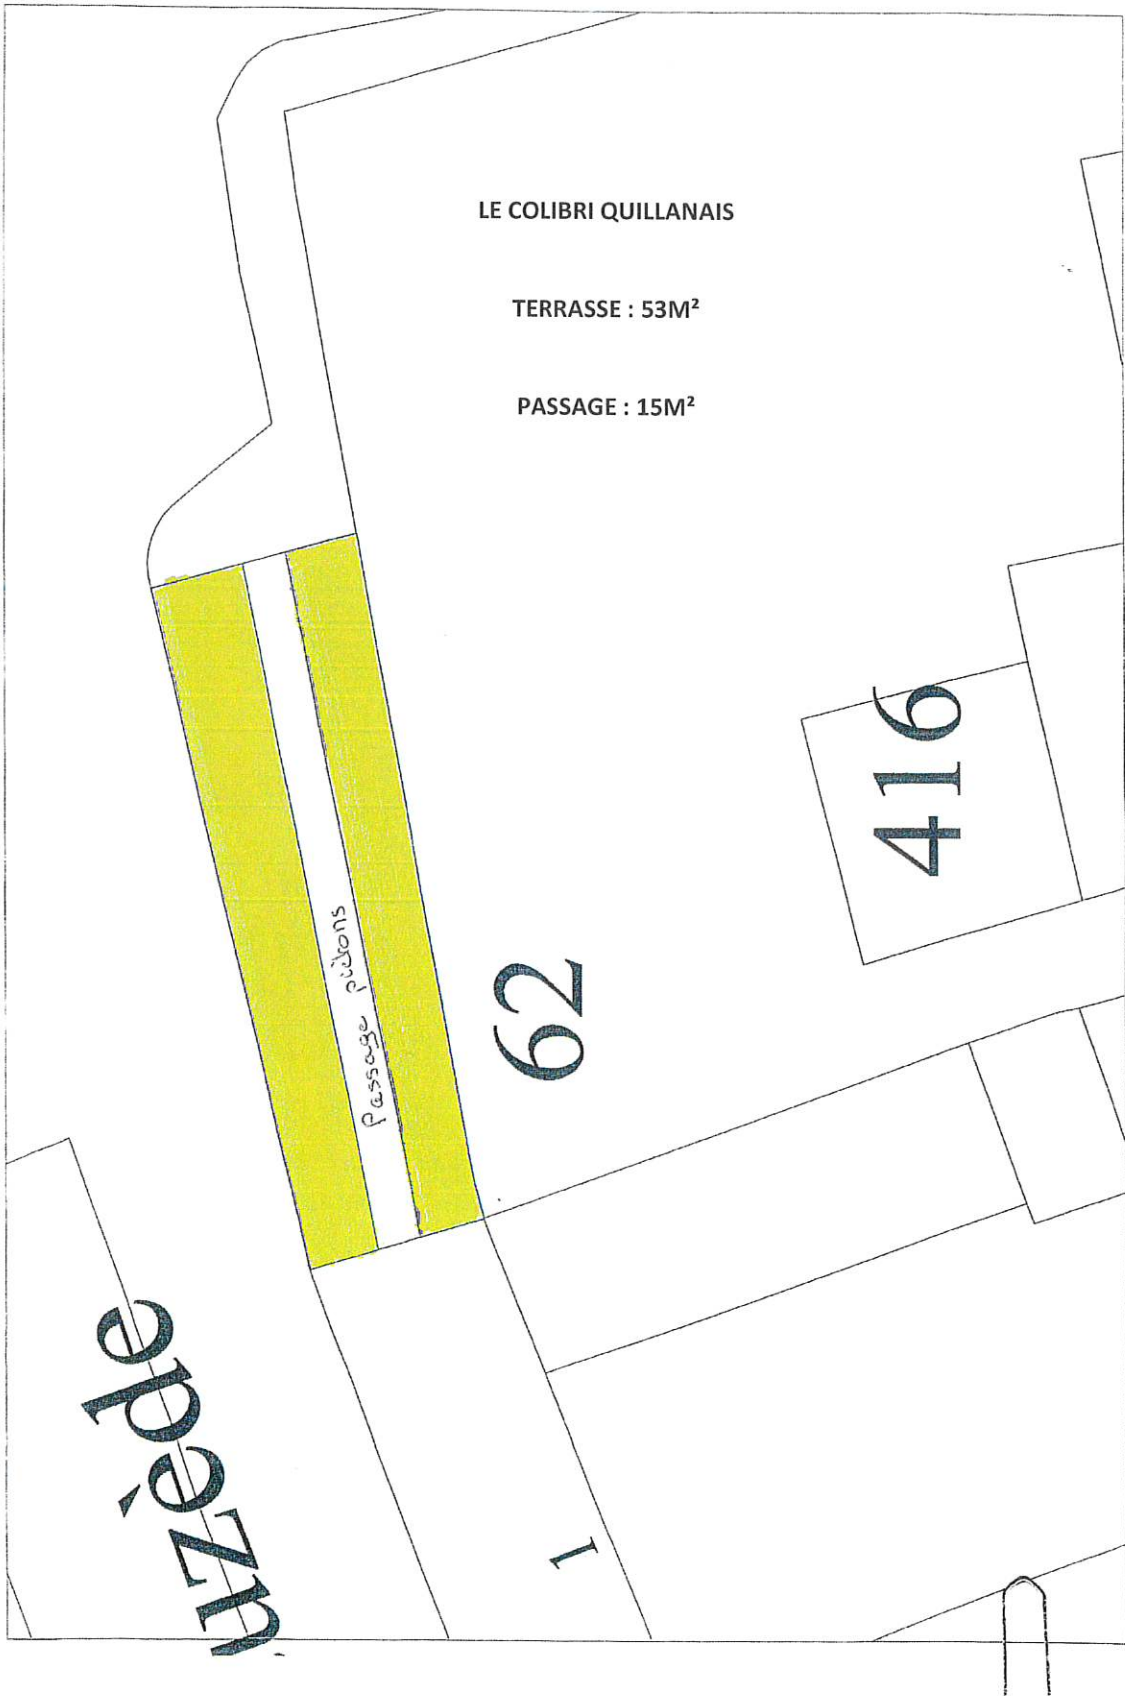 LE COLIBRI QUILLANAIS
TERRASSE : 53M²
PASSAGE : 15M²
Passage piétons
62
416
uzède
1